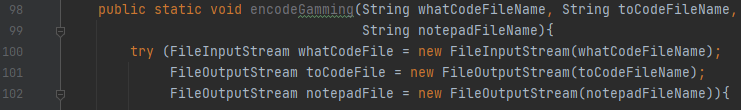 98 public static void encodeGamming(String whatCodeFileName, String toCodeFileName,
99 String notepadFileName){
100 try (FileInputStream whatCodeFile = new FileInputStream(whatCodeFileName);
101 FileOutputStream toCodeFile = new FileOutputStream(toCodeFileName);
102 FileOutputStream notepadFile = new FileOutputStream(notepadFileName)){